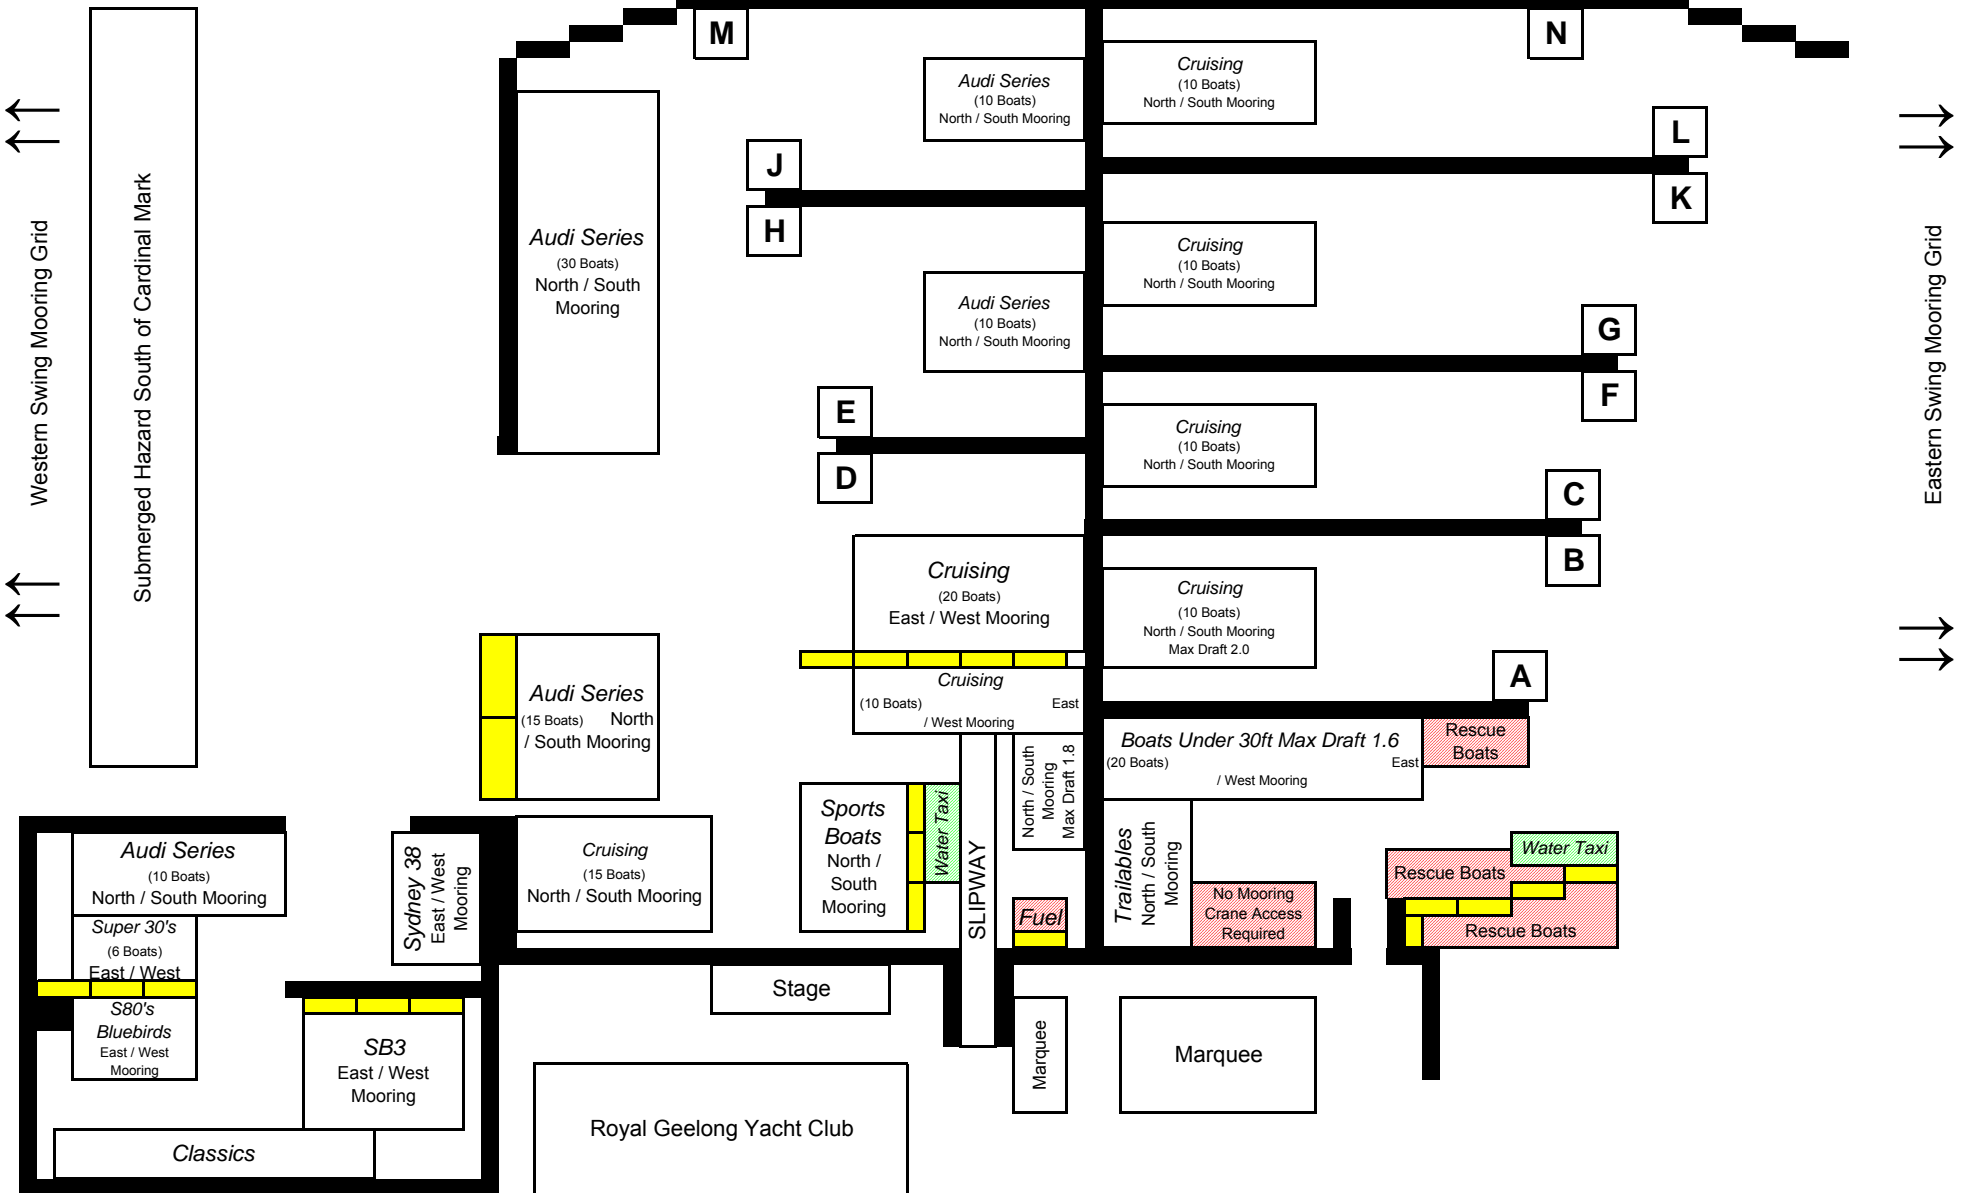 M
N
Cruising
(10 Boats)
North / South Mooring
Audi Series
(10 Boats)
North / South Mooring
L
K
J
H
Western Swing Mooring Grid
Submerged Hazard South of Cardinal Mark
Audi Series
(30 Boats)
North / South
Mooring
Cruising
(10 Boats)
North / South Mooring
Eastern Swing Mooring Grid
Audi Series
(10 Boats)
North / South Mooring
G
F
E
D
Cruising
(10 Boats)
North / South Mooring
C
B
Cruising
(20 Boats)
East / West Mooring
Cruising
(10 Boats)
North / South Mooring
Max Draft 2.0
A
Cruising
(10 Boats) East
/ West Mooring
Audi Series
(15 Boats) North
/ South Mooring
Boats Under 30ft Max Draft 1.6
(20 Boats) East
/ West Mooring
Rescue
Boats
North / South
Mooring
Max Draft 1.8
Sports
Boats
North /
South
Mooring
Water Taxi
SLIPWAY
Fuel
Trailables
North / South
Mooring
No Mooring
Crane Access
Required
Water Taxi
Rescue Boats
Rescue Boats
Audi Series
(10 Boats)
North / South Mooring
Sydney 38
East / West
Mooring
Cruising
(15 Boats)
North / South Mooring
Super 30's
(6 Boats)
East / West
S80's
Bluebirds
East / West
Mooring
SB3
East / West
Mooring
Classics
Stage
Royal Geelong Yacht Club
Marquee
Marquee